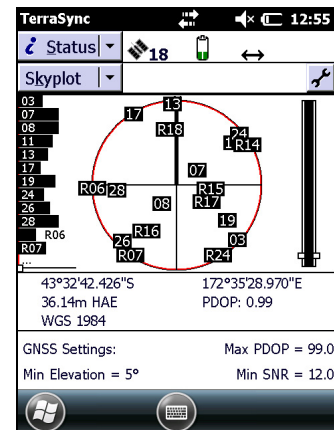 TerraSync 12:55
i Status 18
Skyplot
03
07
08
11
13
17
19
24
26
28
R06
R07
...
13
17
R18
24
R14
07
R06 28
R15
08
R17
19
R16
26
03
R07
R24
43°32'42.426"S 172°35'28.970"E
36.14m HAE PDOP: 0.99
WGS 1984
GNSS Settings: Max PDOP = 99.0
Min Elevation = 5° Min SNR = 12.0